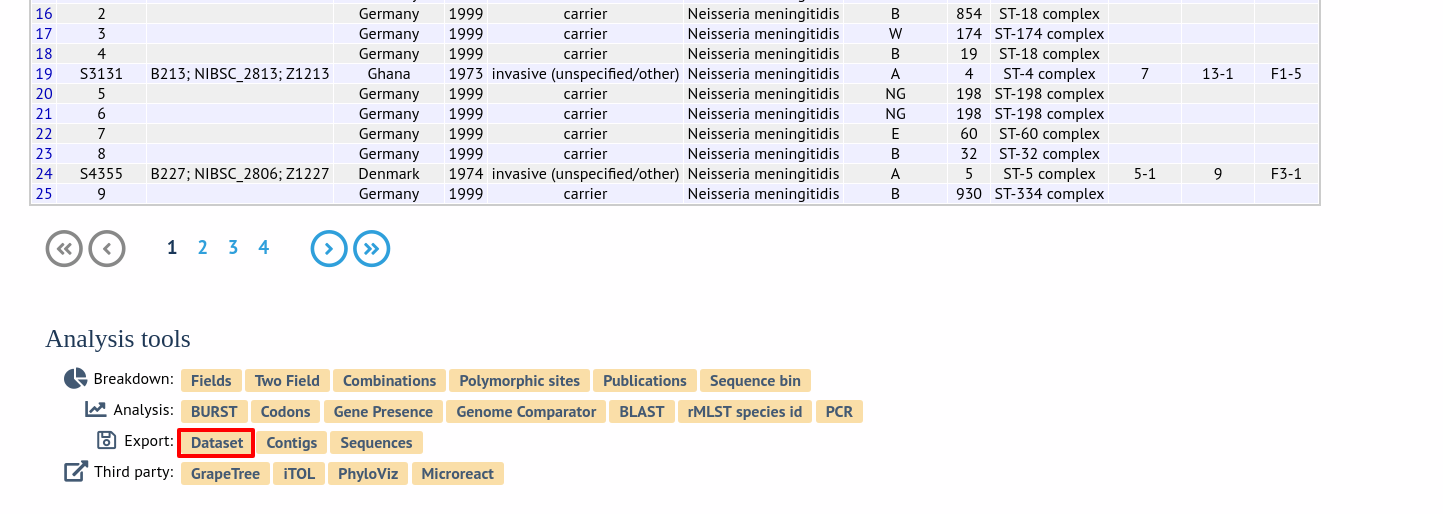 16 2 Germany 1999 carrier Neisseria meningitidis B 854 ST-18 complex
17 3 Germany 1999 carrier Neisseria meningitidis W 174 ST-174 complex
18 4 Germany 1999 carrier Neisseria meningitidis B 19 ST-18 complex
19 S3131 B213; NIBSC_2813; Z1213 Ghana 1973 invasive (unspecified/other) Neisseria meningitidis A 4 ST-4 complex 7 13-1 F1-5
20 5 Germany 1999 carrier Neisseria meningitidis NG 198 ST-198 complex
21 6 Germany 1999 carrier Neisseria meningitidis NG 198 ST-198 complex
22 7 Germany 1999 carrier Neisseria meningitidis E 60 ST-60 complex
23 8 Germany 1999 carrier Neisseria meningitidis B 32 ST-32 complex
24 S4355 B227; NIBSC_2806; Z1227 Denmark 1974 invasive (unspecified/other) Neisseria meningitidis A 5 ST-5 complex 5-1 9 F3-1
25 9 Germany 1999 carrier Neisseria meningitidis B 930 ST-334 complex
1 2 3 4
Analysis tools
Breakdown: Fields Two Field Combinations Polymorphic sites Publications Sequence bin
Analysis: BURST Codons Gene Presence Genome Comparator BLAST rMLST species id PCR
Export: Dataset Contigs Sequences
Third party: GrapeTree iTOL PhyloViz Microreact